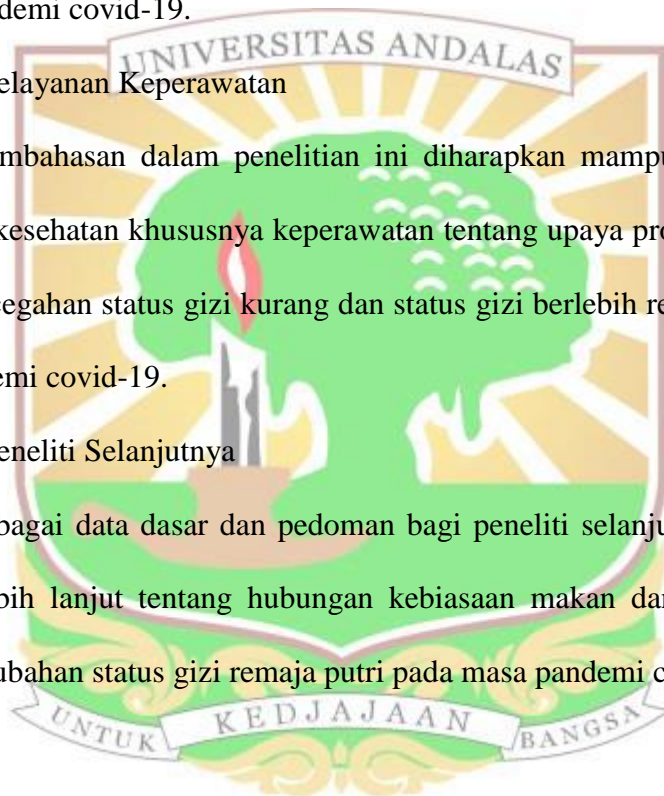 demi covid-19.
UNIVERSITAS ANDALAS
elayanan Keperawatan
mbahasan dalam penelitian ini diharapkan mampu
kesehatan khususnya keperawatan tentang upaya pro
egahan status gizi kurang dan status gizi berlebih re
emi covid-19.
eneliti Selanjutnya
bagai data dasar dan pedoman bagi peneliti selanju
bih lanjut tentang hubungan kebiasaan makan dar
ubahan status gizi remaja putri pada masa pandemi c
UNTUK KEDJAJAAN BANGSA